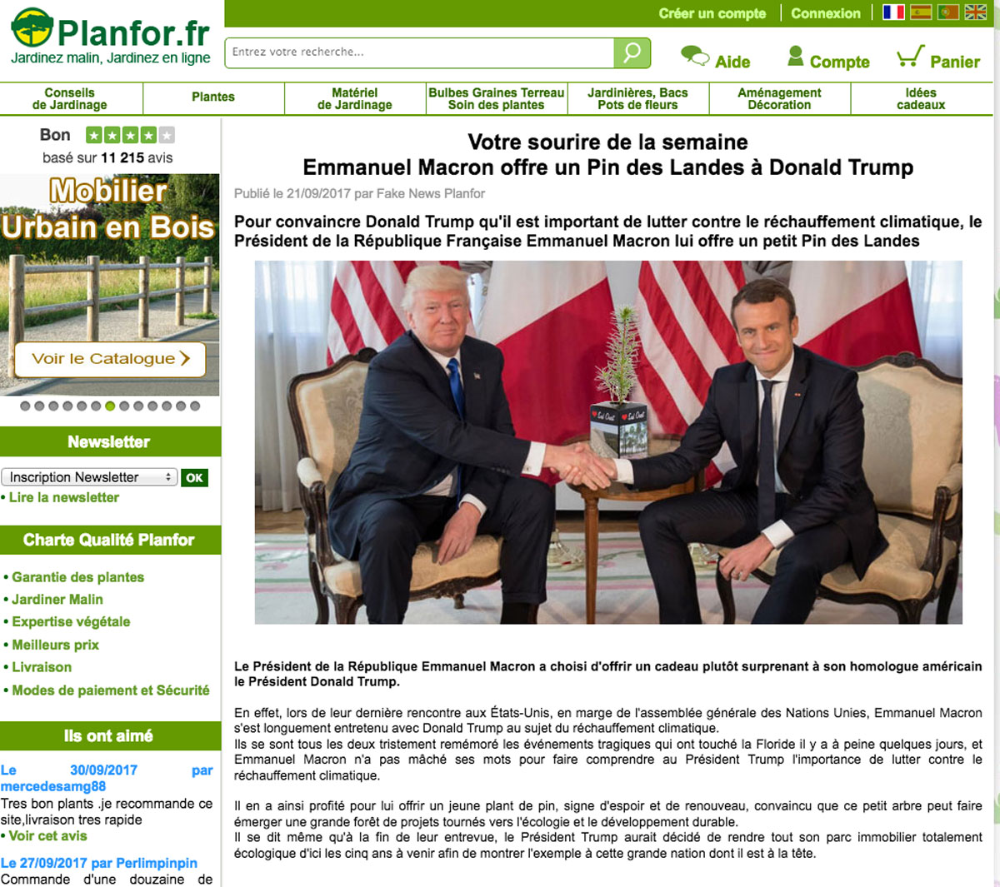 Planfor.fr
Jardinez malin, Jardinez en ligne
Créer un compte
Connexion
Entrez votre recherche...
Aide
Compte
Panier
Conseils
de Jardinage
Plantes
Matériel
de Jardinage
Bulbes Graines Terreau
Soin des plantes
Jardinières, Bacs
Pots de fleurs
Aménagement
Décoration
Idées
cadeaux
Bon
basé sur 11 215 avis
Mobilier
Urbain en Bois
Voir le Catalogue
Newsletter
Inscription Newsletter OK
• Lire la newsletter
Charte Qualité Planfor
• Garantie des plantes
• Jardiner Malin
• Expertise végétale
• Meilleurs prix
• Livraison
• Modes de paiement et Sécurité
Ils ont aimé
Le 30/09/2017 par
mercedesamg88
Tres bon plants .je recommande ce
site,livraison tres rapide
• Voir cet avis
Le 27/09/2017 par Perlimpinpin
Commande d'une douzaine de
Votre sourire de la semaine
Emmanuel Macron offre un Pin des Landes à Donald Trump
Publié le 21/09/2017 par Fake News Planfor
Pour convaincre Donald Trump qu'il est important de lutter contre le réchauffement climatique, le
Président de la République Française Emmanuel Macron lui offre un petit Pin des Landes
Sud Ouest
Sud Ouest
Le Président de la République Emmanuel Macron a choisi d'offrir un cadeau plutôt surprenant à son homologue américain
le Président Donald Trump.
En effet, lors de leur dernière rencontre aux États-Unis, en marge de l'assemblée générale des Nations Unies, Emmanuel Macron
s'est longuement entretenu avec Donald Trump au sujet du réchauffement climatique.
Ils se sont tous les deux tristement remémoré les événements tragiques qui ont touché la Floride il y a à peine quelques jours, et
Emmanuel Macron n'a pas mâché ses mots pour faire comprendre au Président Trump l'importance de lutter contre le
réchauffement climatique.
Il en a ainsi profité pour lui offrir un jeune plant de pin, signe d'espoir et de renouveau, convaincu que ce petit arbre peut faire
émerger une grande forêt de projets tournés vers l'écologie et le développement durable.
Il se dit même qu'à la fin de leur entrevue, le Président Trump aurait décidé de rendre tout son parc immobilier totalement
écologique d'ici les cinq ans à venir afin de montrer l'exemple à cette grande nation dont il est à la tête.